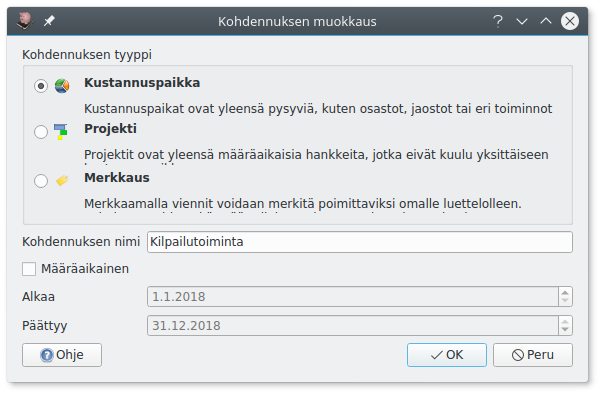 Kohdennuksen muokkaus
Kohdennuksen tyyppi
Kustannuspaikka
Kustannuspaikat ovat yleensä pysyviä, kuten osastot, jaostot tai eri toiminnot
Projekti
Projektit ovat yleensä määräaikaisia hankkeita, jotka eivät kuulu yksittäiseen
Merkkaus
Merkkaamalla viennit voidaan merkitä poimittaviksi omalle luettelolleen.
Kohdennuksen nimi Kilpailutoiminta
Määräaikainen
Alkaa 1.1.2018
Päättyy 31.12.2018
Ohje OK Peru